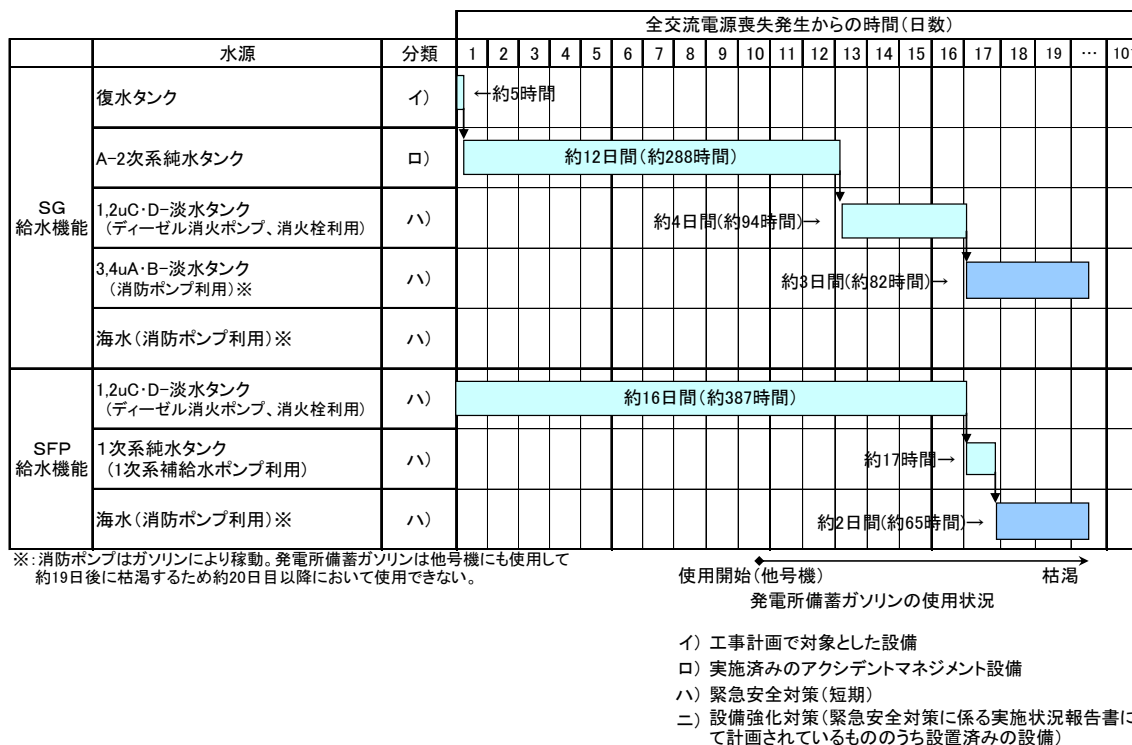 全交流電源喪失発生からの時間(日数)
水源 分類 1 2 3 4 5 6 7 8 9 10 11 12 13 14 15 16 17 18 19 … 10
SG
給水機能
復水タンク イ) ←約5時間
A-2次系純水タンク ロ) 約12日間(約288時間)
1,2uC・D-淡水タンク
(ディーゼル消火ポンプ、消火栓利用) ハ) 約4日間(約94時間)→
3,4uA・B-淡水タンク
(消防ポンプ利用)※ ハ) 約3日間(約82時間)→
海水(消防ポンプ利用)※ ハ)
SFP
給水機能
1,2uC・D-淡水タンク
(ディーゼル消火ポンプ、消火栓利用) ハ) 約16日間(約387時間)
1次系純水タンク
(1次系補給水ポンプ利用) ハ) 約17時間→
海水(消防ポンプ利用)※ ハ) 約2日間(約65時間)→
※:消防ポンプはガソリンにより稼動。発電所備蓄ガソリンは他号機にも使用して
約19日後に枯渇するため約20日目以降において使用できない。
使用開始(他号機) 枯渇
発電所備蓄ガソリンの使用状況
イ) 工事計画で対象とした設備
ロ) 実施済みのアクシデントマネジメント設備
ハ) 緊急安全対策(短期)
ニ) 設備強化対策(緊急安全対策に係る実施状況報告書に
て計画されているもののうち設置済みの設備)